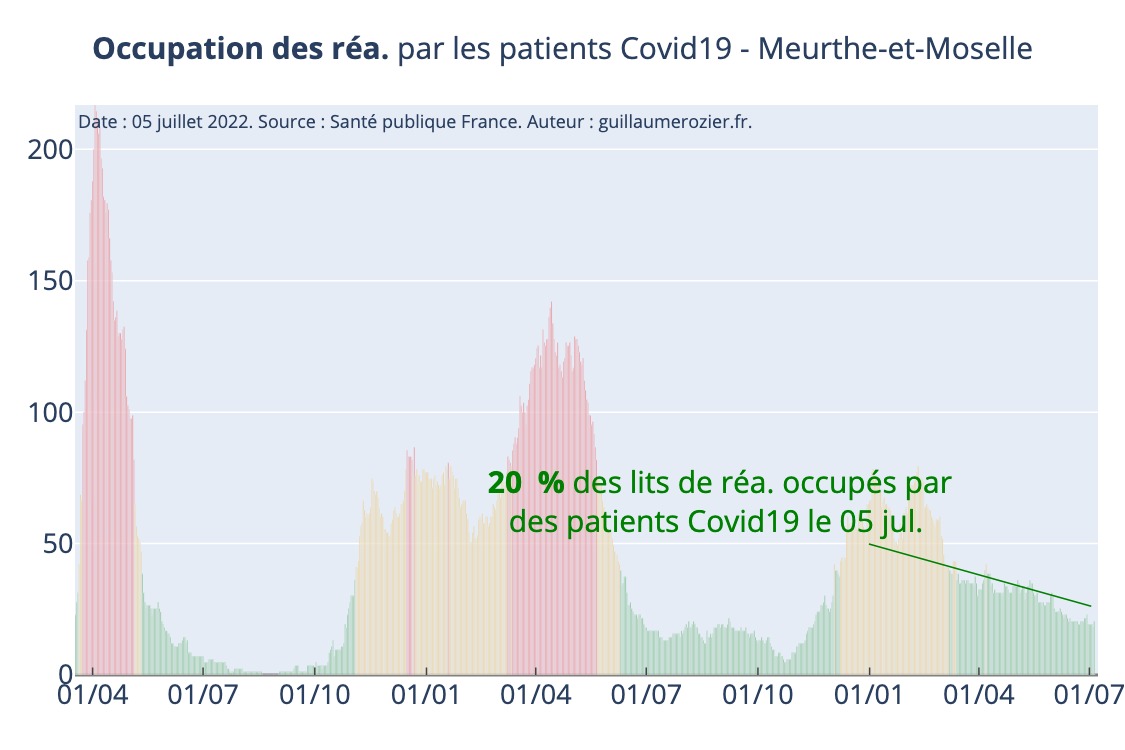 Occupation des réa. par les patients Covid19 - Meurthe-et-Moselle
Date : 05 juillet 2022. Source : Santé publique France. Auteur : guillaumerozier.fr.
200
150
100
20  % des lits de réa. occupés par
des patients Covid19 le 05 jul.
50
0
01/04 01/07 01/10 01/01 01/04 01/07 01/10 01/01 01/04 01/07